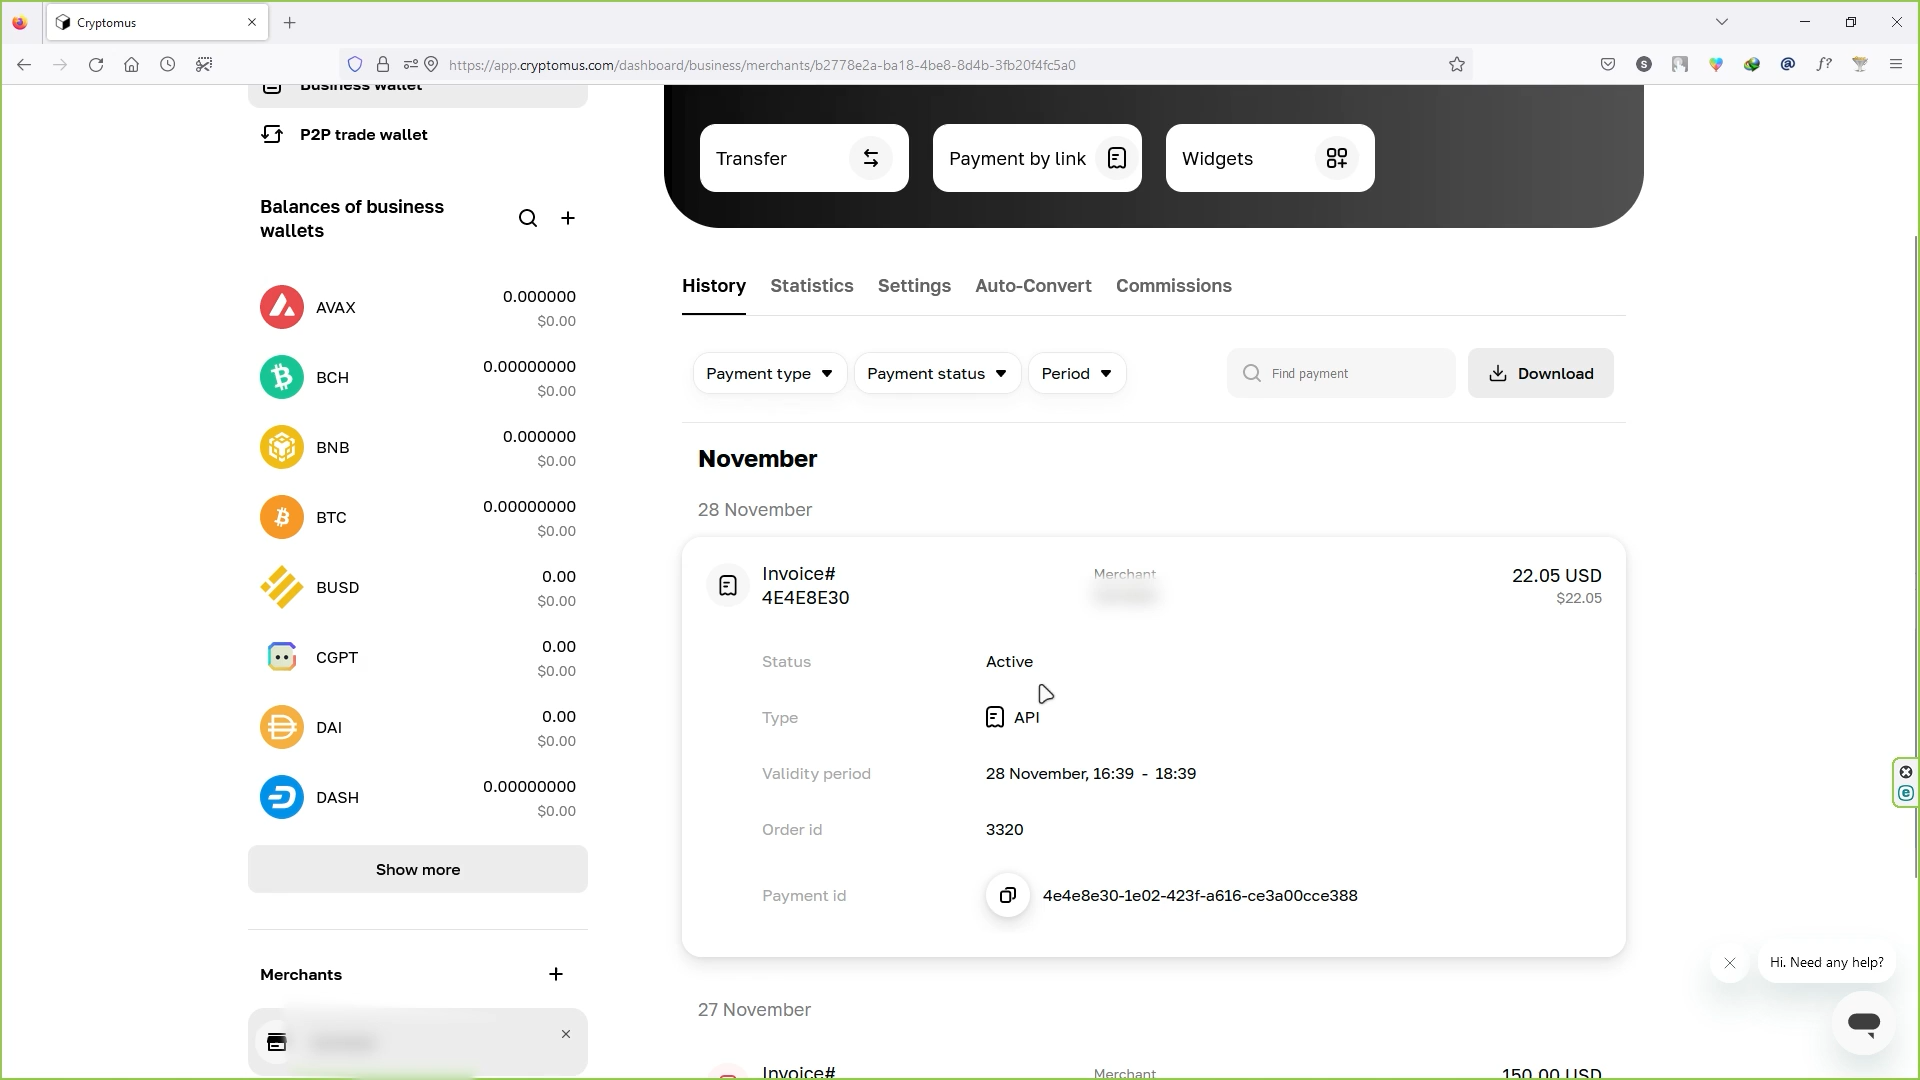 Cryptomus
https://app.cryptomus.com/dashboard/business/merchants/b2778e2a-ba18-4be8-8d4b-3fb20f4fc5a0
Business wallet
P2P trade wallet
Balances of business
wallets
AVAX
0.000000
$0.00
BCH
0.00000000
$0.00
BNB
0.000000
$0.00
BTC
0.00000000
$0.00
BUSD
0.00
$0.00
CGPT
0.00
$0.00
DAI
0.00
$0.00
DASH
0.00000000
$0.00
Show more
Merchants
Transfer
Payment by link
Widgets
History
Statistics
Settings
Auto-Convert
Commissions
Payment type
Payment status
Period
Find payment
Download
November
28 November
Invoice#
4E4E8E30
Merchant
22.05 USD
$22.05
Status
Active
Type
API
Validity period
28 November, 16:39 - 18:39
Order id
3320
Payment id
4e4e8e30-1e02-423f-a616-ce3a00cce388
27 November
Invoice#
Merchant
150.00 USD
Hi. Need any help?